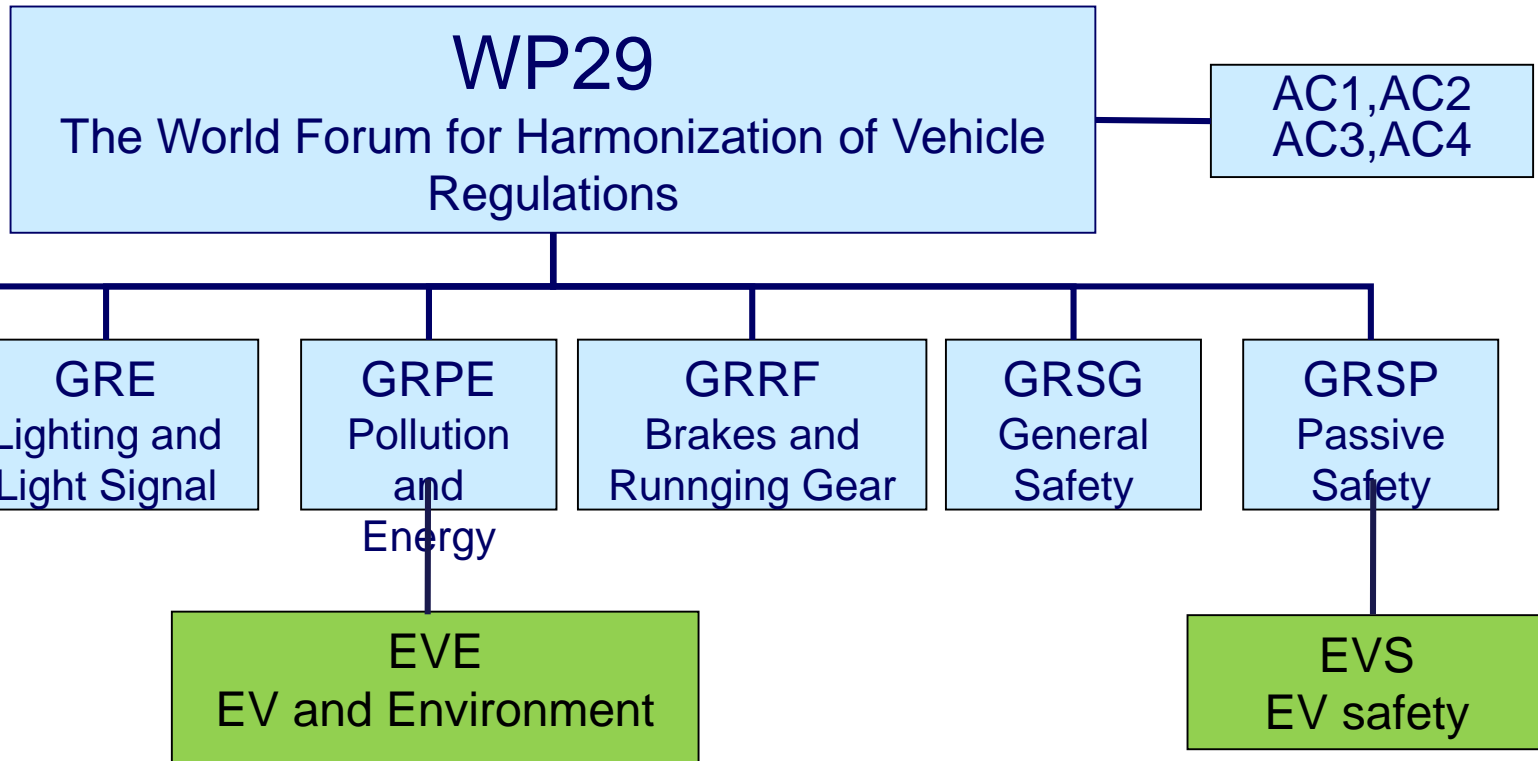 WP29
The World Forum for Harmonization of Vehicle
Regulations
AC1,AC2
AC3,AC4
GRE
Lighting and
Light Signal
GRPE
Pollution
and
Energy
GRRF
Brakes and
Runnging Gear
GRSG
General
Safety
GRSP
Passive
Safety
EVE
EV and Environment
EVS
EV safety